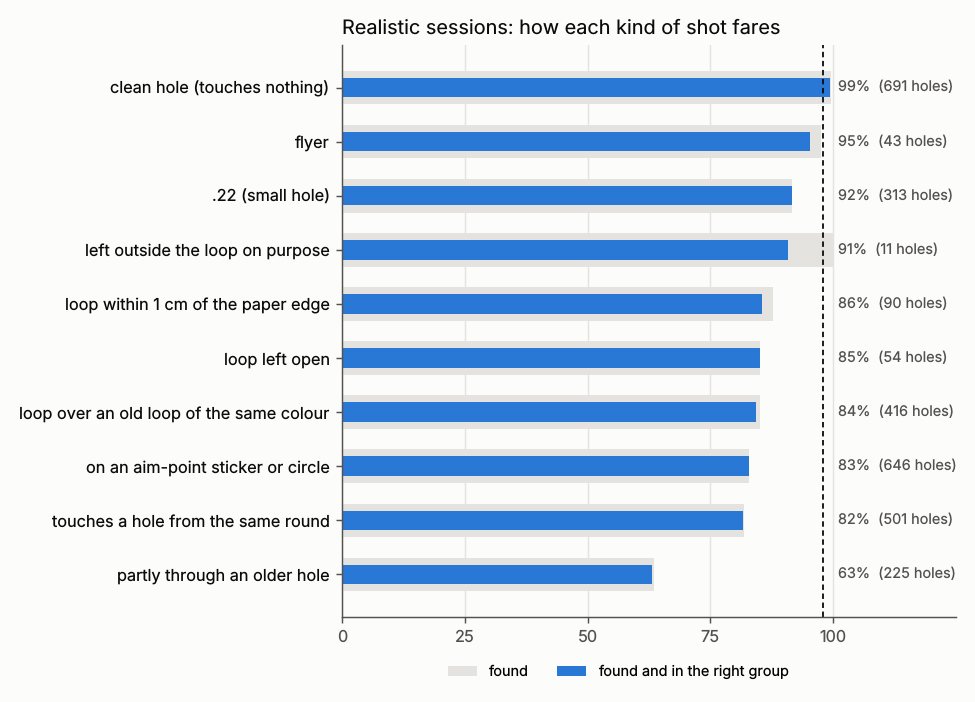 Realistic sessions: how each kind of shot fares
clean hole (touches nothing) 99% (691 holes)
flyer 95% (43 holes)
.22 (small hole) 92% (313 holes)
left outside the loop on purpose 91% (11 holes)
loop within 1 cm of the paper edge 86% (90 holes)
loop left open 85% (54 holes)
loop over an old loop of the same colour 84% (416 holes)
on an aim-point sticker or circle 83% (646 holes)
touches a hole from the same round 82% (501 holes)
partly through an older hole 63% (225 holes)
0 25 50 75 100
found found and in the right group